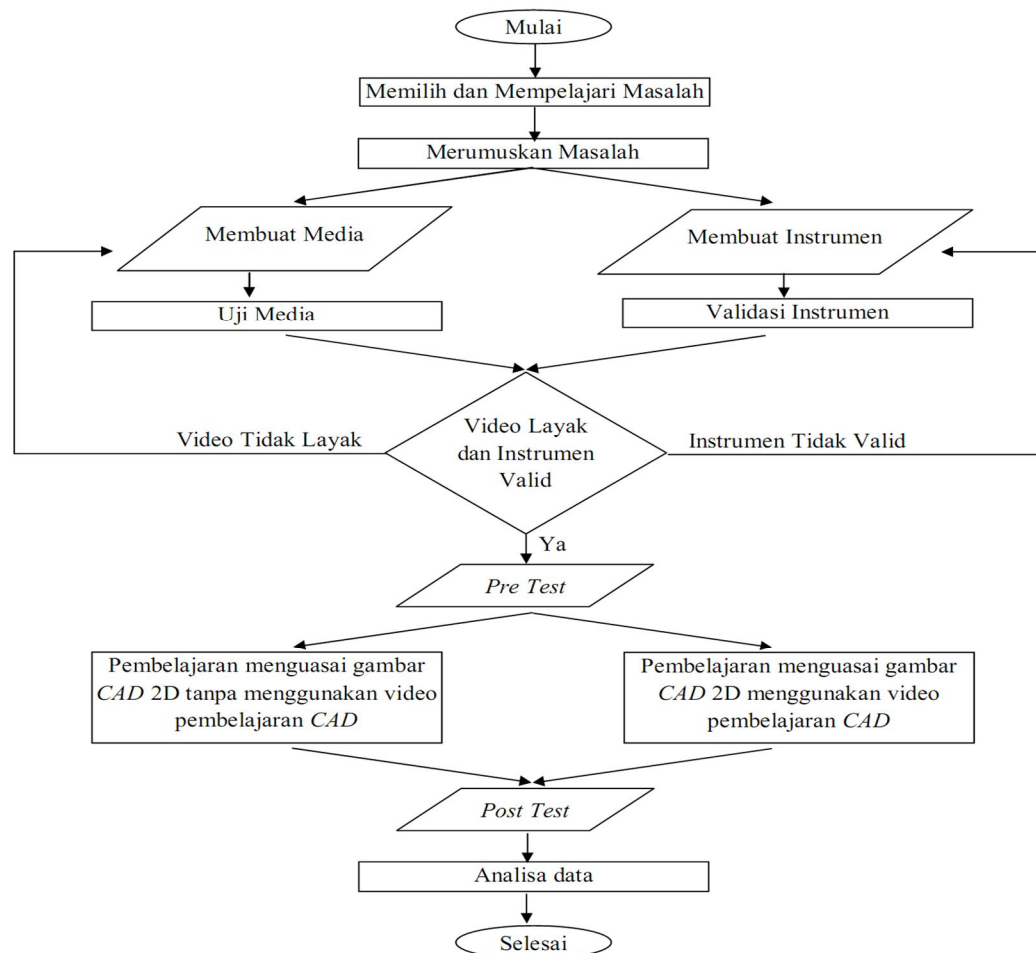 Mulai
Memilih dan Mempelajari Masalah
Merumuskan Masalah
Membuat Media
Membuat Instrumen
Uji Media
Validasi Instrumen
Video Layak
dan Instrumen
Valid
Video Tidak Layak
Instrumen Tidak Valid
Ya
Pre Test
Pembelajaran menguasai gambar
CAD 2D tanpa menggunakan video
pembelajaran CAD
Pembelajaran menguasai gambar
CAD 2D menggunakan video
pembelajaran CAD
Post Test
Analisa data
Selesai